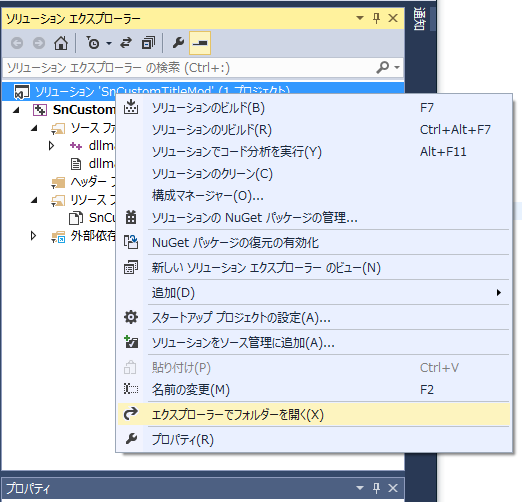 ソリューション エクスプローラー
通知
ソリューション エクスプローラー の検索 (Ctrl+:)
ソリューション 'SnCustomTitleMod' (1 プロジェクト)
SnCustom
ソース フ
dllma
dllma
ヘッダー フ
リソース フ
SnCu
外部依存
ソリューションのビルド(B) F7
ソリューションのリビルド(R) Ctrl+Alt+F7
ソリューションでコード分析を実行(Y) Alt+F11
ソリューションのクリーン(C)
構成マネージャー(O)...
ソリューションの NuGet パッケージの管理...
NuGet パッケージの復元の有効化
新しい ソリューション エクスプローラー のビュー(N)
追加(D)
スタートアップ プロジェクトの設定(A)...
ソリューションをソース管理に追加(A)...
貼り付け(P) Ctrl+V
名前の変更(M) F2
エクスプローラーでフォルダーを開く(X)
プロパティ(R)
プロパティ